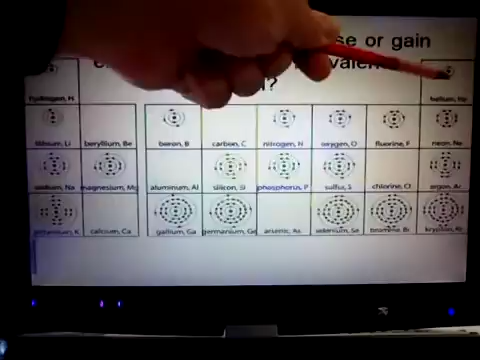 se or gain
valen
?
hydrogen, H helium, He
lithium, Li beryllium, Be boron, B carbon, C nitrogen, N oxygen, O fluorine, F neon, Ne
sodium, Na magnesium, Mg aluminum, Al silicon, Si phosphorus, P sulfur, S chlorine, Cl argon, Ar
potassium, K calcium, Ca gallium, Ga germanium, Ge arsenic, As selenium, Se bromine, Br krypton, Kr